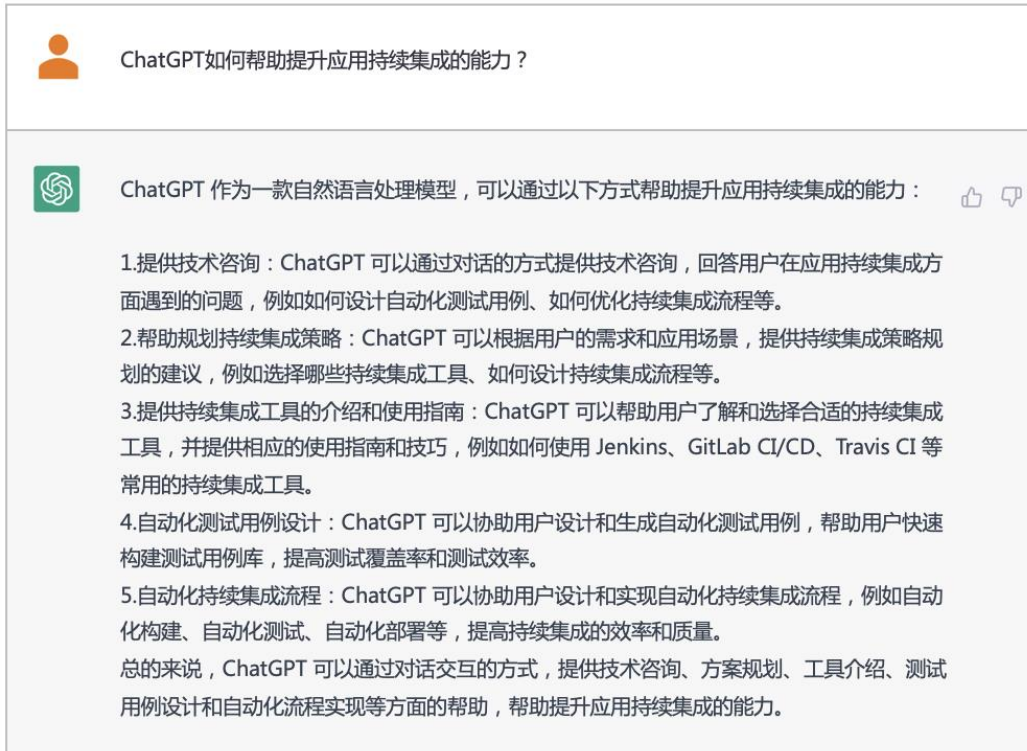 ChatGPT如何帮助提升应用持续集成的能力？
ChatGPT 作为一款自然语言处理模型，可以通过以下方式帮助提升应用持续集成的能力：
1.提供技术咨询：ChatGPT 可以通过对话的方式提供技术咨询，回答用户在应用持续集成方
面遇到的问题，例如如何设计自动化测试用例、如何优化持续集成流程等。
2.帮助规划持续集成策略：ChatGPT 可以根据用户的需求和应用场景，提供持续集成策略规
划的建议，例如选择哪些持续集成工具、如何设计持续集成流程等。
3.提供持续集成工具的介绍和使用指南：ChatGPT 可以帮助用户了解和选择合适的持续集成
工具，并提供相应的使用指南和技巧，例如如何使用 Jenkins、GitLab CI/CD、Travis CI 等
常用的持续集成工具。
4.自动化测试用例设计：ChatGPT 可以协助用户设计和生成自动化测试用例，帮助用户快速
构建测试用例库，提高测试覆盖率和测试效率。
5.自动化持续集成流程：ChatGPT 可以协助用户设计和实现自动化持续集成流程，例如自动
化构建、自动化测试、自动化部署等，提高持续集成的效率和质量。
总的来说，ChatGPT 可以通过对话交互的方式，提供技术咨询、方案规划、工具介绍、测试
用例设计和自动化流程实现等方面的帮助，帮助提升应用持续集成的能力。